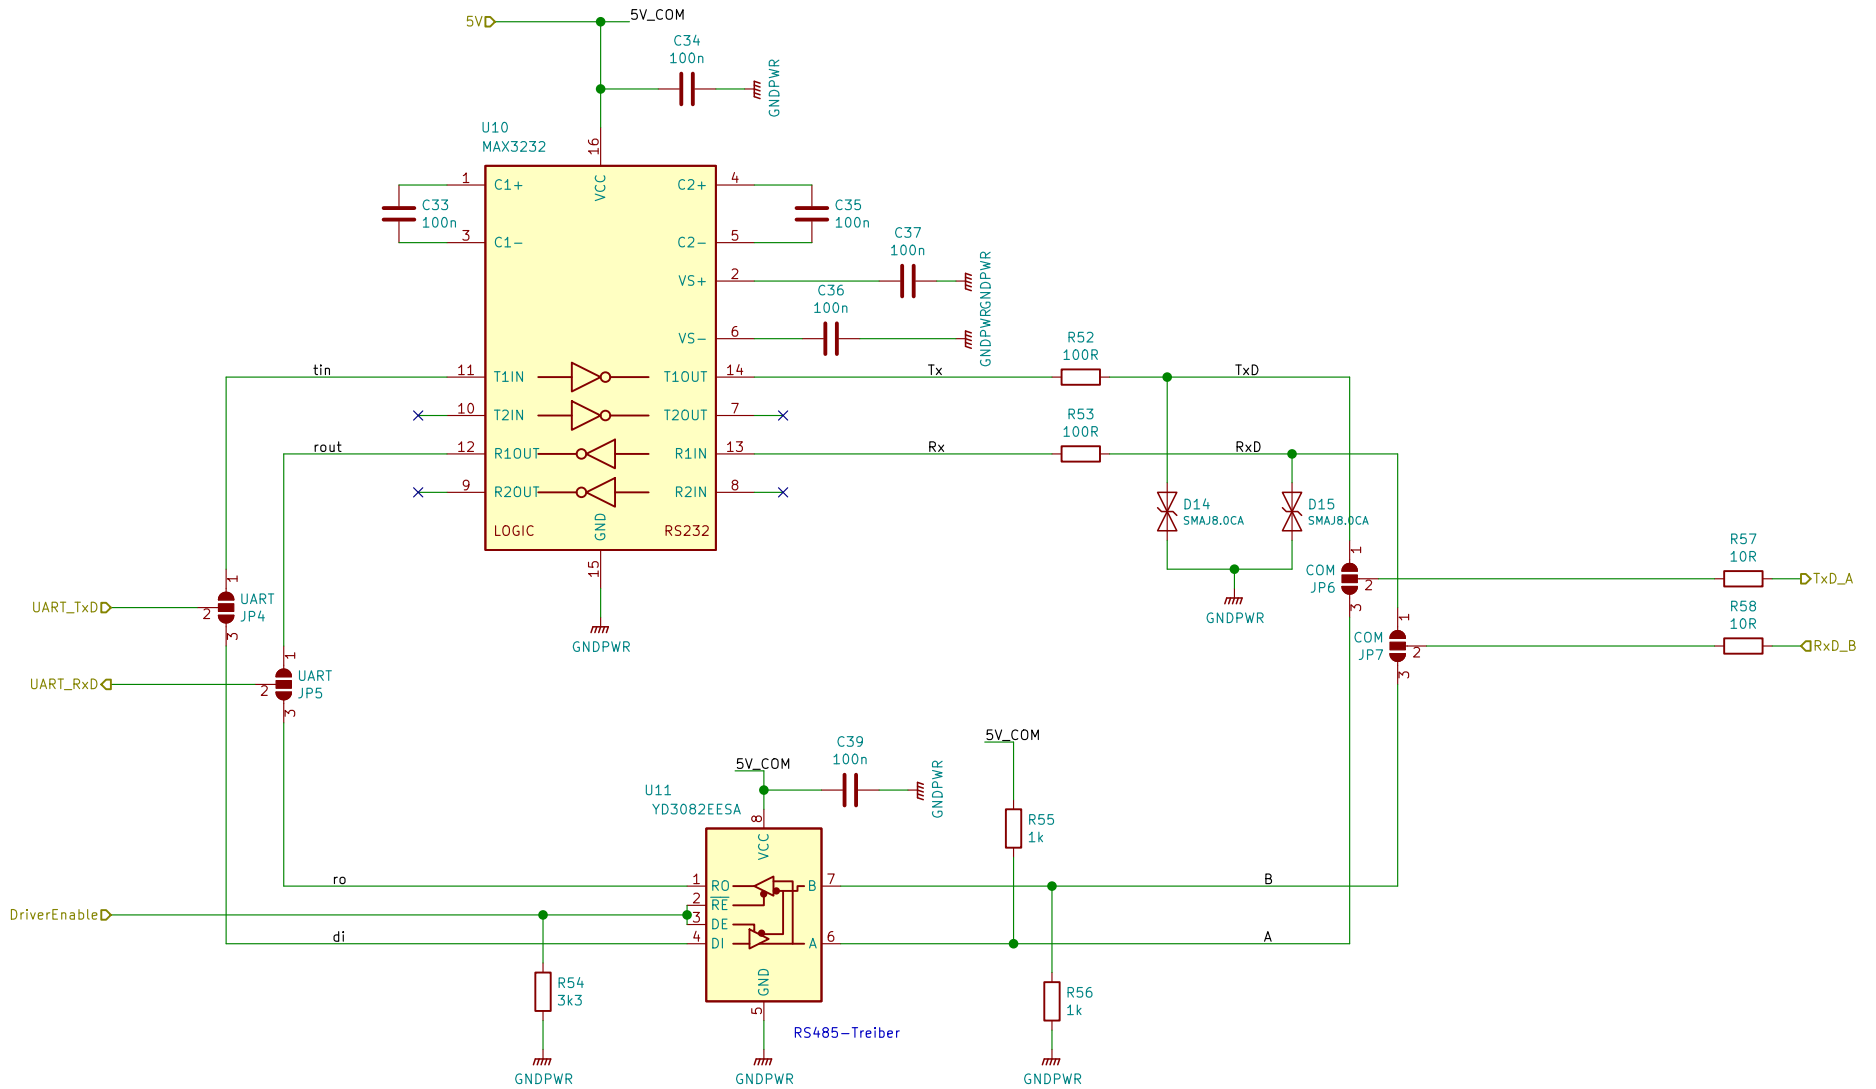 5V
5V_COM
C34
100n
GNDPWR
U10
MAX3232
16
VCC
1
C1+
C2+
4
C33
100n
C35
100n
3
C1-
C2-
5
C37
100n
VS+
2
GNDPWR
C36
100n
VS-
6
GNDPWR
R52
100R
tin
11
T1IN
T1OUT
14
Tx
TxD
10
T2IN
T2OUT
7
R53
100R
rout
12
R1OUT
R1IN
13
Rx
RxD
9
R2OUT
R2IN
8
D14
SMAJ8.0CA
D15
SMAJ8.0CA
LOGIC
GND
RS232
15
GNDPWR
GNDPWR
R57
10R
COM
JP6
1
2
3
TxD_A
UART_TxD
1
2
3
UART
JP4
R58
10R
COM
JP7
1
2
3
RxD_B
UART_RxD
1
2
3
UART
JP5
5V_COM
C39
100n
5V_COM
GNDPWR
U11
YD3082EESA
8
VCC
R55
1k
ro
1
RO
B
7
B
2
RE
DriverEnable
3
DE
di
4
DI
A
6
A
GND
5
R54
3k3
R56
1k
RS485-Treiber
GNDPWR
GNDPWR
GNDPWR